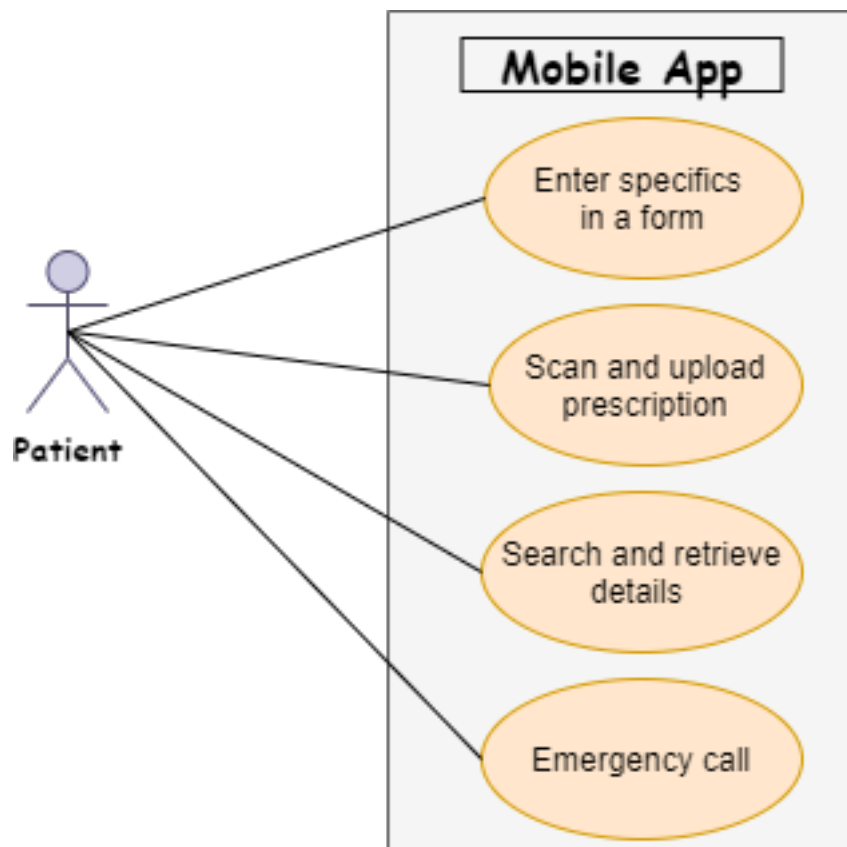 Mobile App
Enter specifics
in a form
Scan and upload
prescription
Patient
Search and retrieve
details
Emergency call